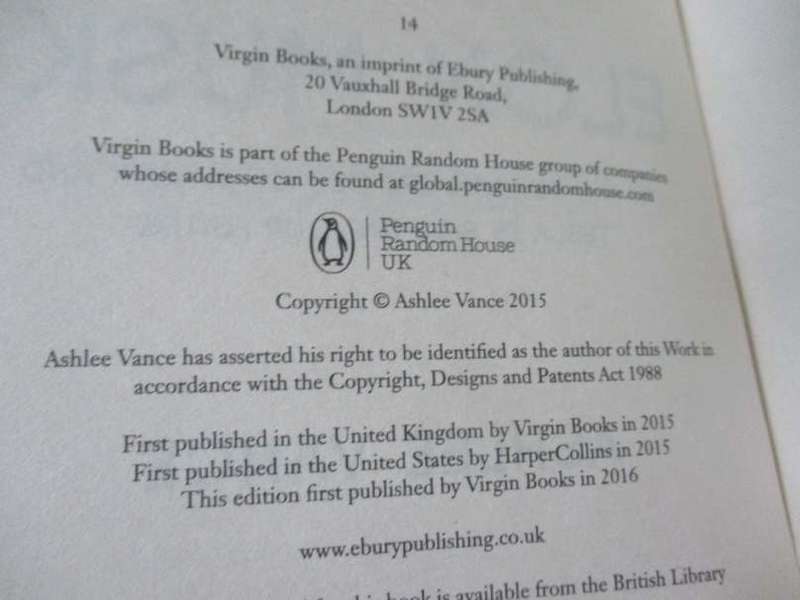 14
Virgin Books, an imprint of Ebury Publishing,
20 Vauxhall Bridge Road,
London SW1V 2SA
Virgin Books is part of the Penguin Random House group of companies
whose addresses can be found at global.penguinrandomhouse.com
Penguin
Random House
UK
Copyright © Ashlee Vance 2015
Ashlee Vance has asserted his right to be identified as the author of this Work in
accordance with the Copyright, Designs and Patents Act 1988
First published in the United Kingdom by Virgin Books in 2015
First published in the United States by HarperCollins in 2015
This edition first published by Virgin Books in 2016
www.eburypublishing.co.uk
book is available from the British Library